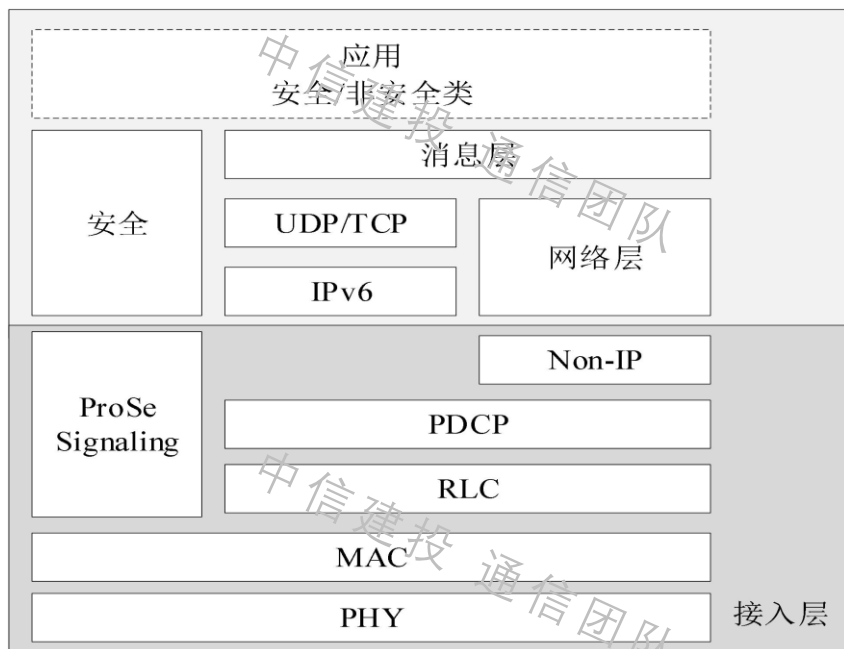 应用
安全/非安全类
安全
消息层
UDP/TCP
IPv6
网络层
ProSe
Signaling
Non-IP
PDCP
RLC
MAC
PHY
接入层
中信建投 通信团队
中信建投 通信团队